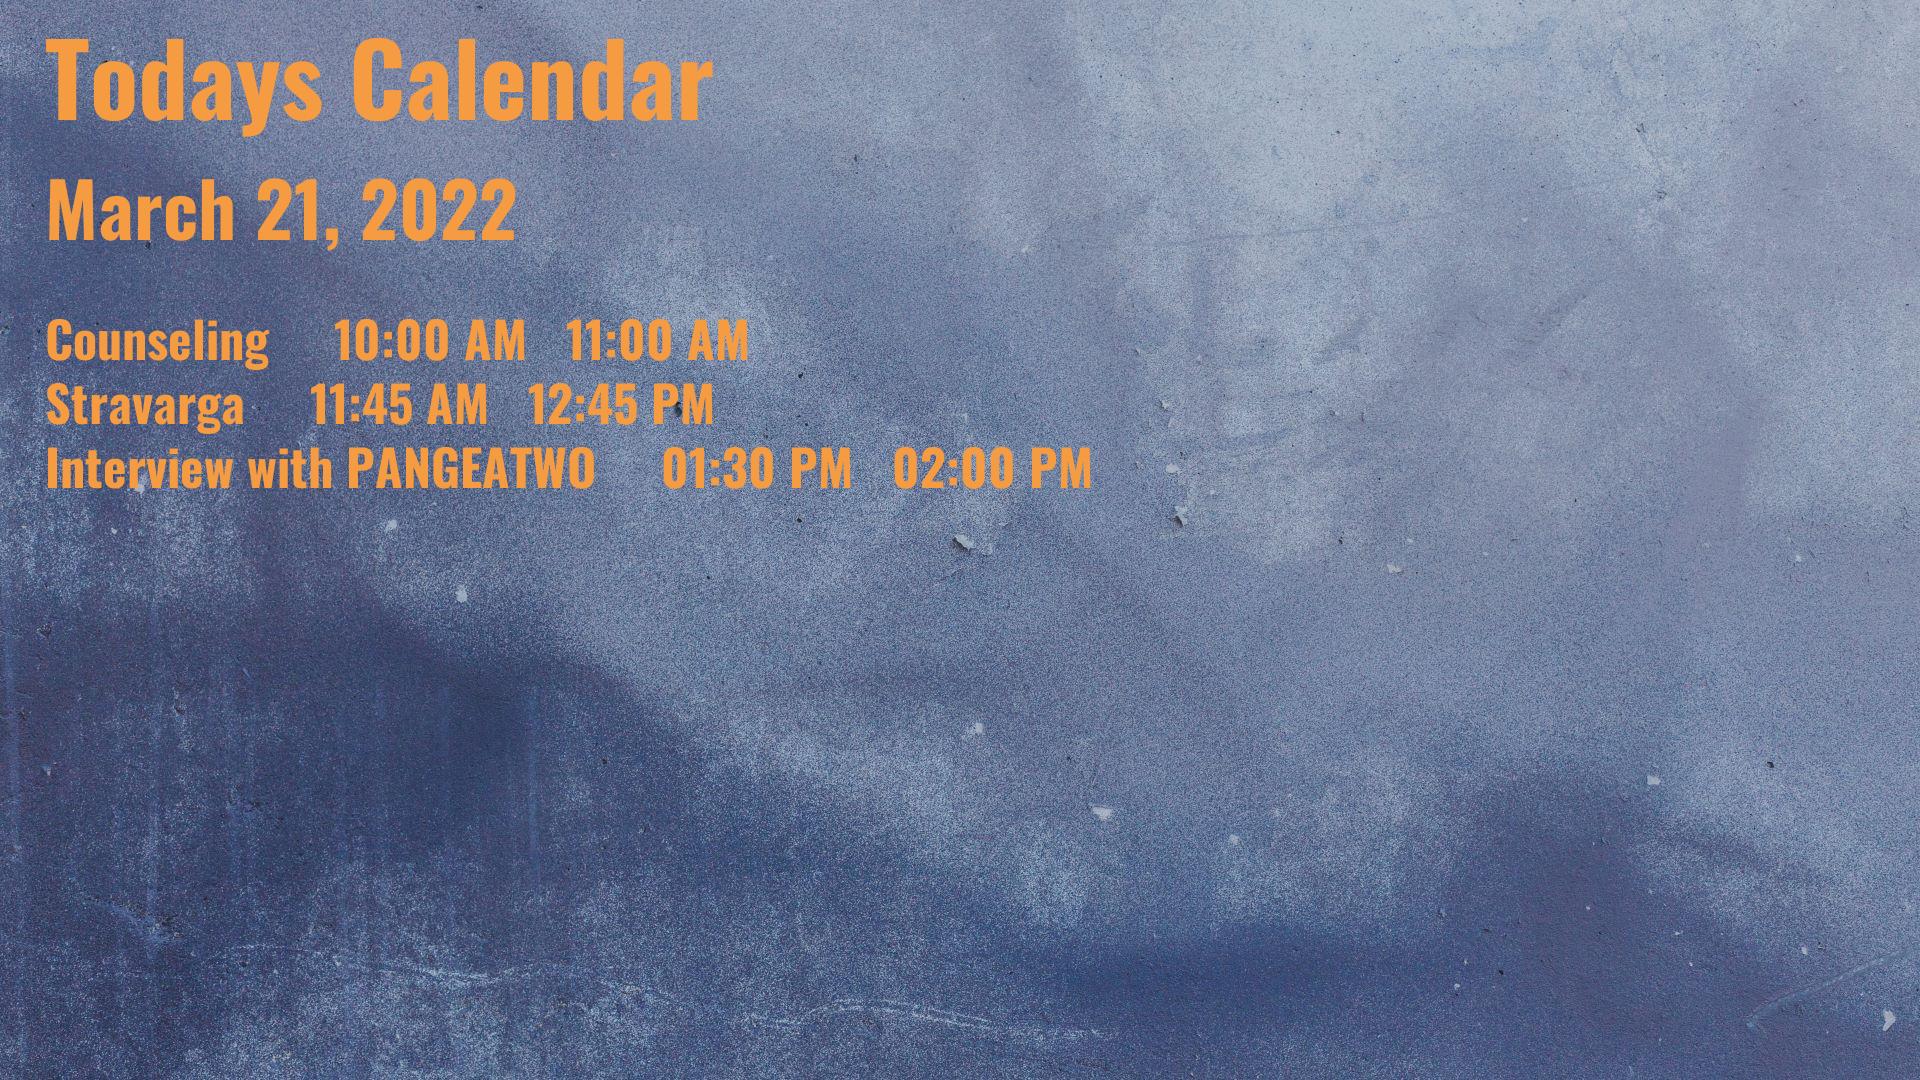 Todays Calendar
March 21, 2022
Counseling 10:00 AM 11:00 AM
Stravarga 11:45 AM 12:45 PM
Interview with PANGEATWO 01:30 PM 02:00 PM